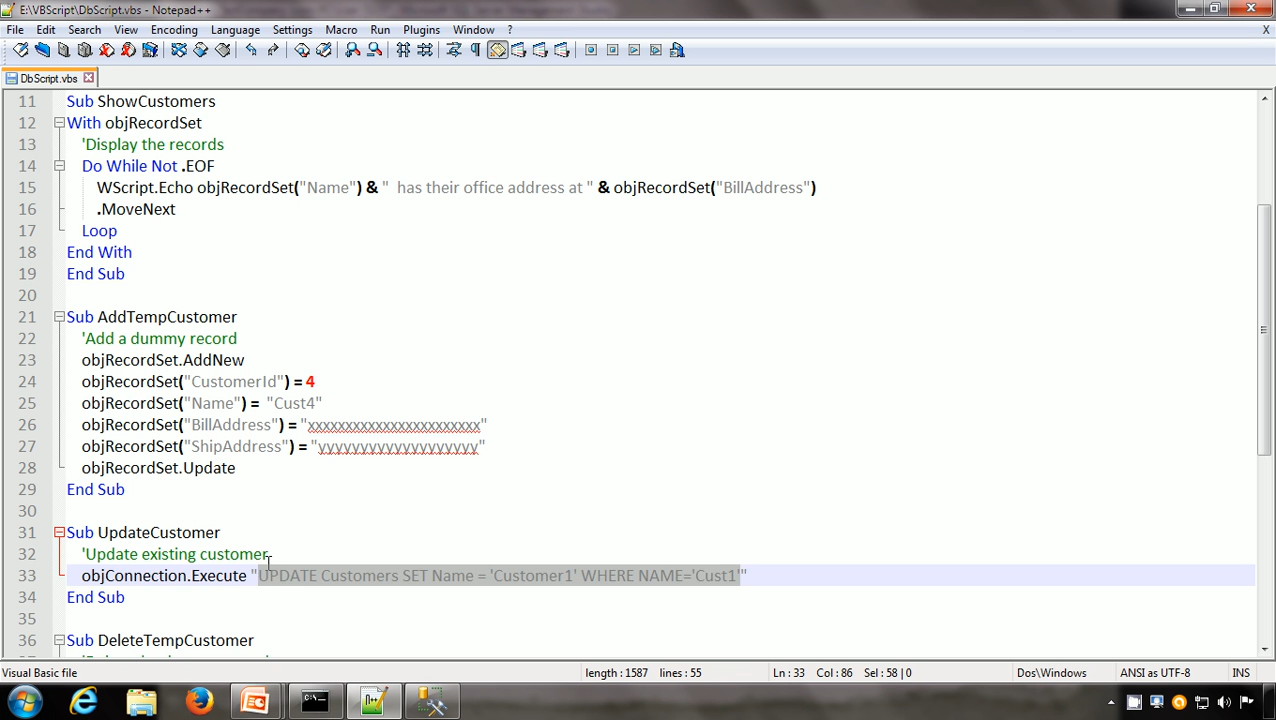 E:\VBScript\DbScript.vbs - Notepad++
File Edit Search View Encoding Language Settings Macro Run Plugins Window ? X
DbScript.vbs
11 Sub ShowCustomers
12 With objRecordSet
13 'Display the records
14 Do While Not .EOF
15 WScript.Echo objRecordSet("Name") & "  has their office address at " & objRecordSet("BillAddress")
16 .MoveNext
17 Loop
18 End With
19 End Sub
20
21 Sub AddTempCustomer
22 'Add a dummy record
23 objRecordSet.AddNew
24 objRecordSet("CustomerId") = 4
25 objRecordSet("Name") =  "Cust4"
26 objRecordSet("BillAddress") = "xxxxxxxxxxxxxxxxxxxxxx"
27 objRecordSet("ShipAddress") = "yyyyyyyyyyyyyyyyyyy"
28 objRecordSet.Update
29 End Sub
30
31 Sub UpdateCustomer
32 'Update existing customer
33 objConnection.Execute "UPDATE Customers SET Name = 'Customer1' WHERE NAME='Cust1'"
34 End Sub
35
36 Sub DeleteTempCustomer
Visual Basic file length : 1587 lines : 55 Ln : 33 Col : 86 Sel : 58 | 0 Dos\Windows ANSI as UTF-8 INS